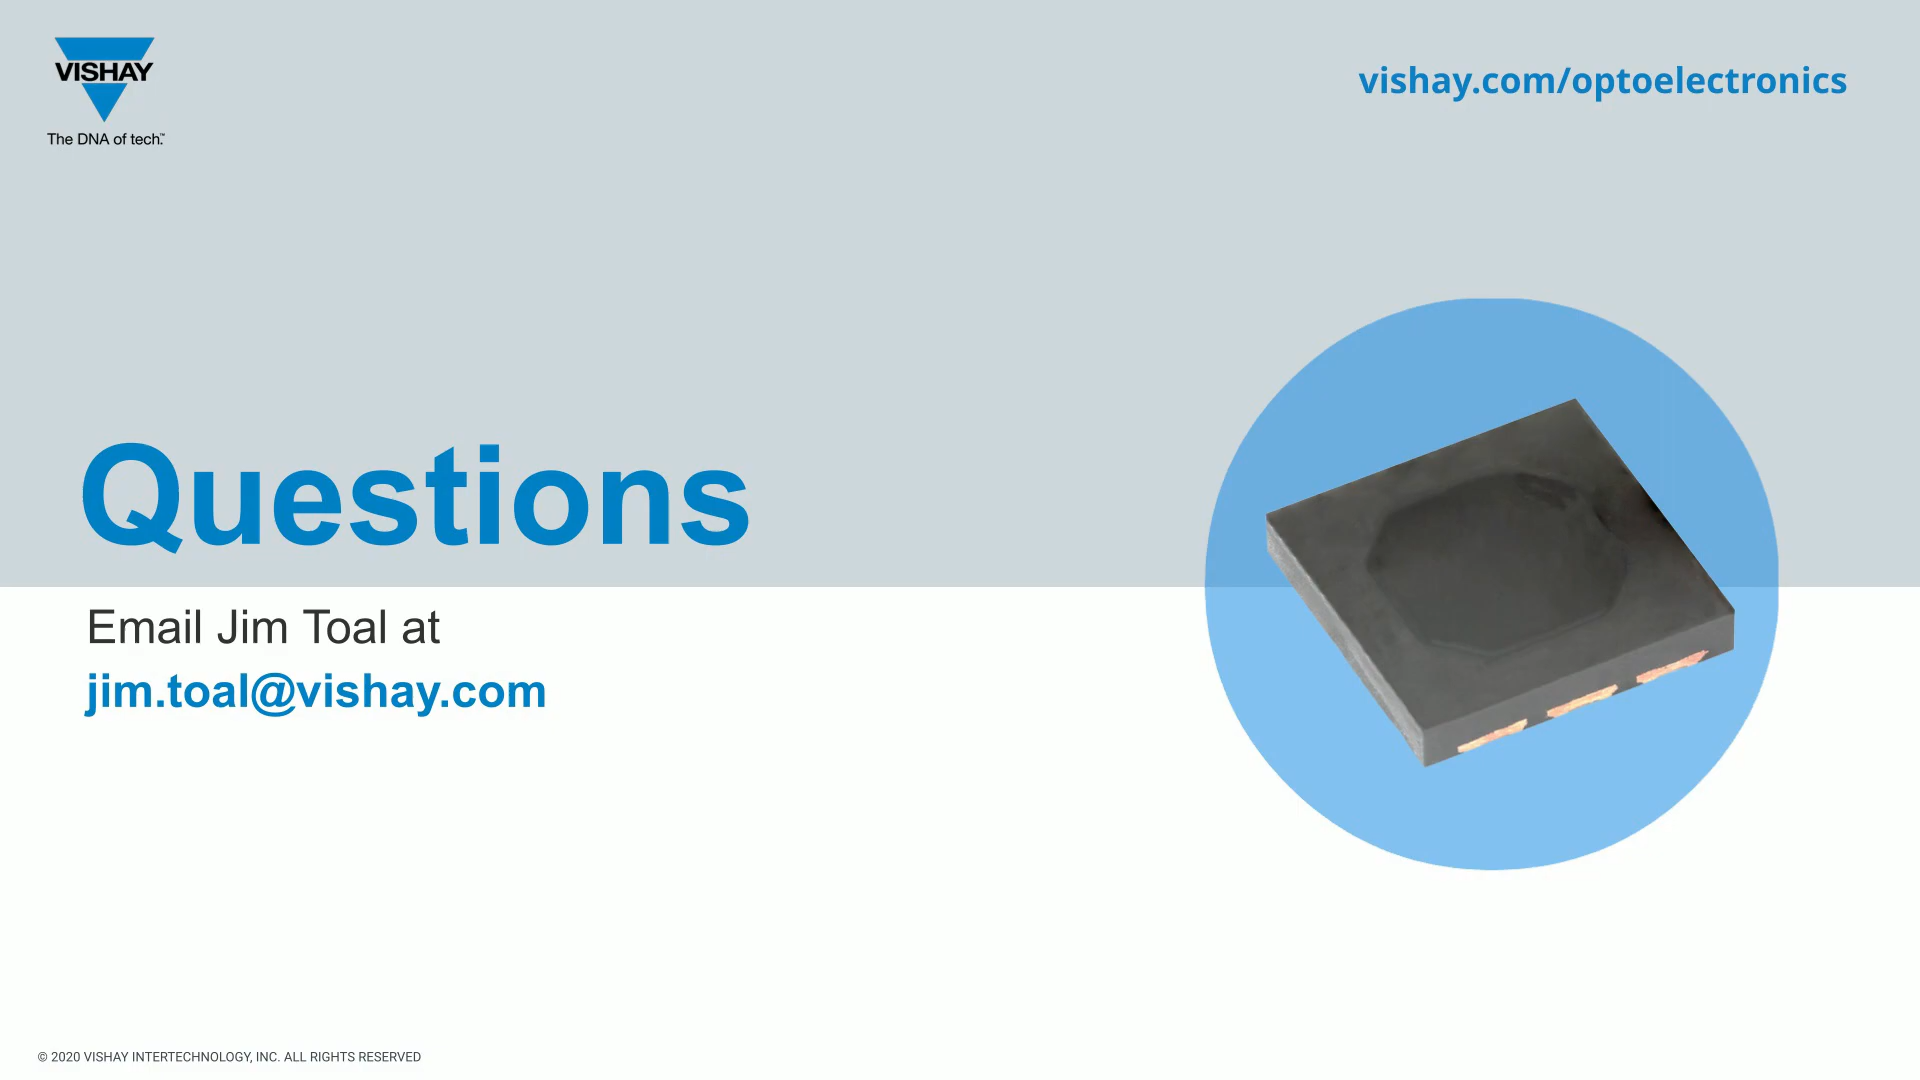 VISHAY
The DNA of tech.™
vishay.com/optoelectronics
Questions
Email Jim Toal at
jim.toal@vishay.com
© 2020 VISHAY INTERTECHNOLOGY, INC. ALL RIGHTS RESERVED